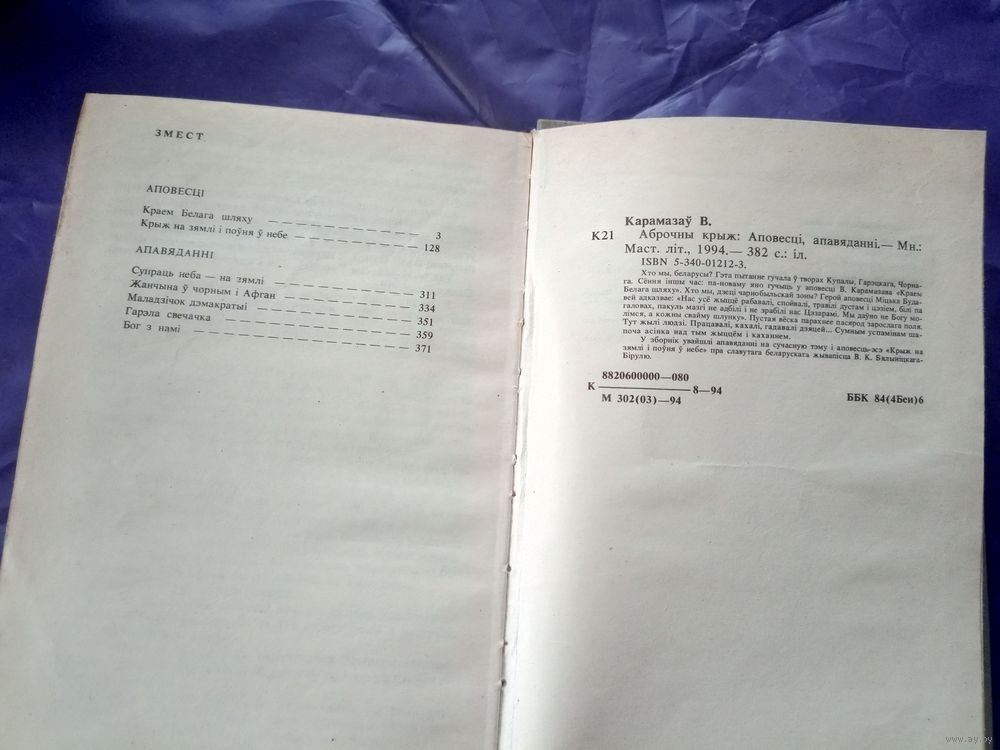 ЗМЕСТ
АПОВЕСЦІ
Краем Белага шляху — — — — — — — — — 3
Крыж на зямлі і поўня ў небе — — — — — — — 128
АПАВЯДАННІ
Супраць неба — на зямлі — — — — — — — — 311
Жанчына ў чорным і Афган — — — — — — — 334
Маладзічок дэмакратыі — — — — — — — — 351
Гарэла свечачка — — — — — — — — — 359
Бог з намі — — — — — — — — — — — 371
Карамазаў В.
К21 Аброчны крыж: Аповесці, апавяданні.— Мн.:
Маст. літ., 1994.— 382 с.: іл.
ISBN 5-340-01212-3.
Хто мы, беларусы? Гэта пытанне гучала ў творах Купалы, Гарэцкага, Чорна-
га. Сёння іншы час: па-новаму яно гучыць у аповесці В. Карамазава «Краем
Белага шляху». Хто мы, дзеці чарнобыльскай зоны? Герой аповесці Міцька Буда-
вей адказвае: «Нас усё жыццё рабавалі, спойвалі, травілі дустам і цэзіем, білі па
галовах, пакуль мазгі не адбілі і не зрабілі нас Цэзарамі. Мы даўно не Богу мо-
лімся, а кожны свайму шлунку». Пустая вёска парахнее пасярод зарослага поля.
Тут жылі людзі. Працавалі, кахалі, гадавалі дзяцей... Сумным успамінам ша-
поча асінка над тым жыццём і каханнем.
У зборнік увайшлі апавяданні на сучасную тэму і аповесць-эсэ «Крыж на
зямлі і поўня ў небе» пра славутага беларускага жывапісца В. К. Бялыніцкага-
Бірулю.
8820600000—080
К ———————— 8—94
М 302(03)—94
ББК 84(4Беи)6
www.ay.by